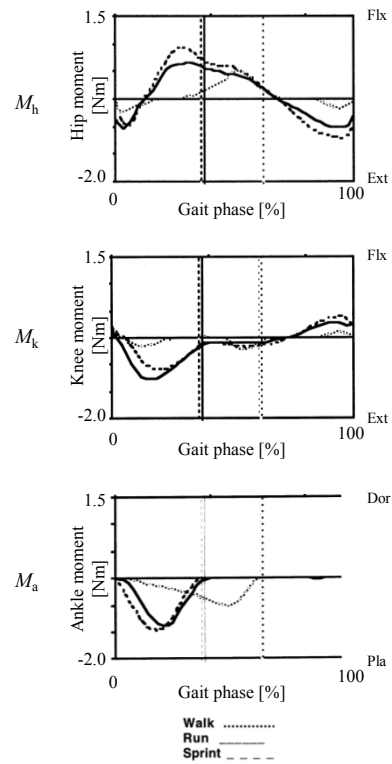 1.5
Flx
M_h
Hip moment
[Nm]
-2.0
Ext
0
100
Gait phase [%]
1.5
Flx
M_k
Knee moment
[Nm]
-2.0
Ext
0
100
Gait phase [%]
1.5
Dor
M_a
Ankle moment
[Nm]
-2.0
Pla
0
100
Gait phase [%]
Walk
Run
Sprint